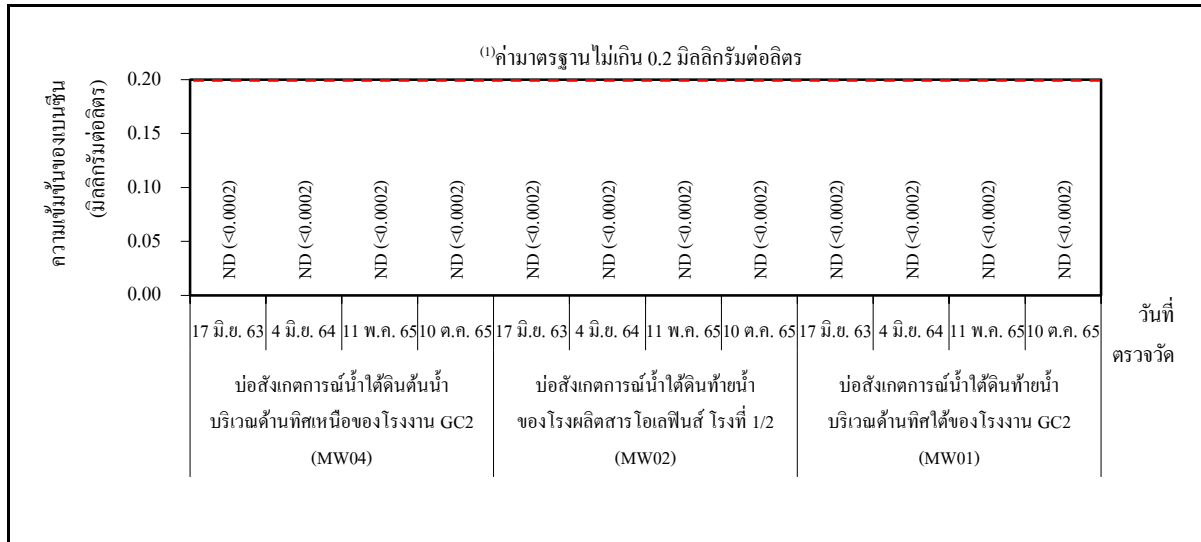 (1)ค่ามาตรฐานไม่เกิน 0.2 มิลลิกรัมต่อลิตร
ความเข้มข้นของเบนซีน
(มิลลิกรัมต่อลิตร)
0.20
0.15
0.10
0.05
0.00
ND (<0.0002) ND (<0.0002) ND (<0.0002) ND (<0.0002) ND (<0.0002) ND (<0.0002) ND (<0.0002) ND (<0.0002) ND (<0.0002) ND (<0.0002) ND (<0.0002) ND (<0.0002)
17 มิ.ย. 63 4 มิ.ย. 64 11 พ.ค. 65 10 ต.ค. 65 17 มิ.ย. 63 4 มิ.ย. 64 11 พ.ค. 65 10 ต.ค. 65 17 มิ.ย. 63 4 มิ.ย. 64 11 พ.ค. 65 10 ต.ค. 65
วันที่
ตรวจวัด
บ่อสังเกตการณ์น้ำใต้ดินต้นน้ำ
บริเวณด้านทิศเหนือของโรงงาน GC2
(MW04)
บ่อสังเกตการณ์น้ำใต้ดินท้ายน้ำ
ของโรงผลิตสารโอเลฟินส์ โรงที่ 1/2
(MW02)
บ่อสังเกตการณ์น้ำใต้ดินท้ายน้ำ
บริเวณด้านทิศใต้ของโรงงาน GC2
(MW01)